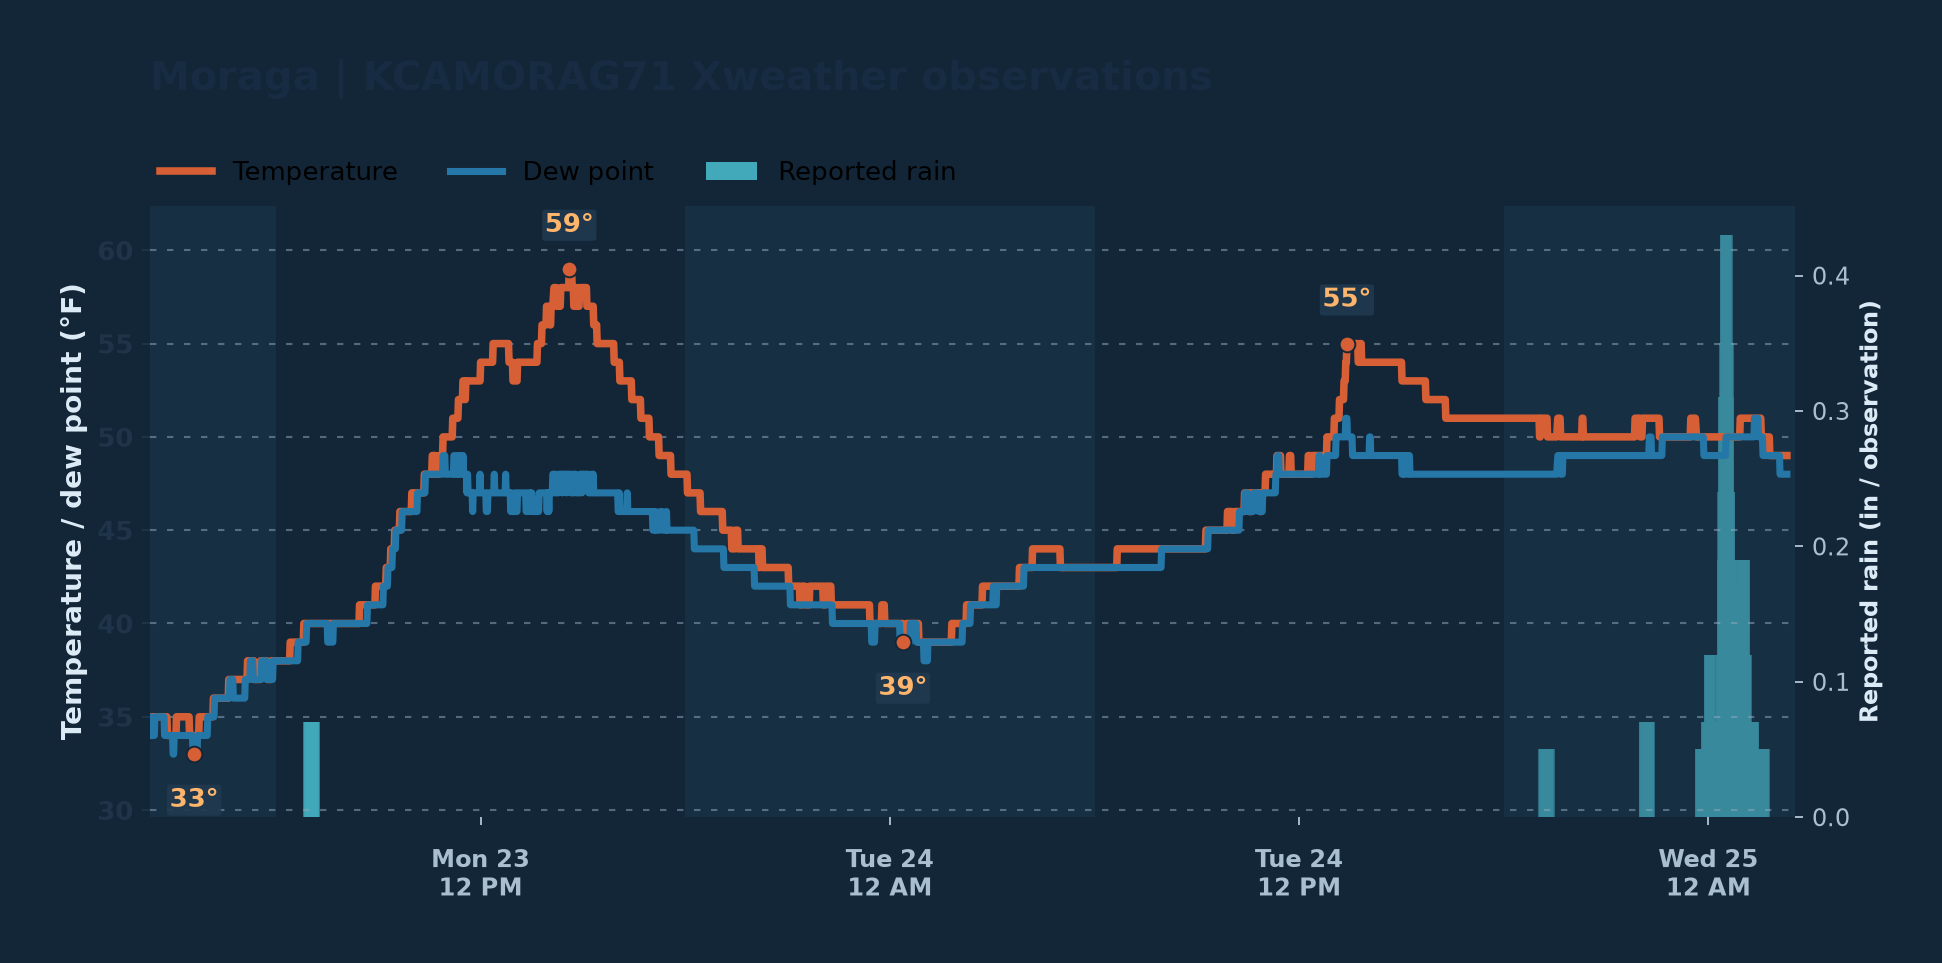 Moraga | KCAMORAG71 Xweather observations
Temperature
Dew point
Reported rain
Temperature / dew point (°F)
60
55
50
45
40
35
30
59°
55°
39°
33°
0.4
0.3
0.2
0.1
0.0
Reported rain (in / observation)
Mon 23
12 PM
Tue 24
12 AM
Tue 24
12 PM
Wed 25
12 AM